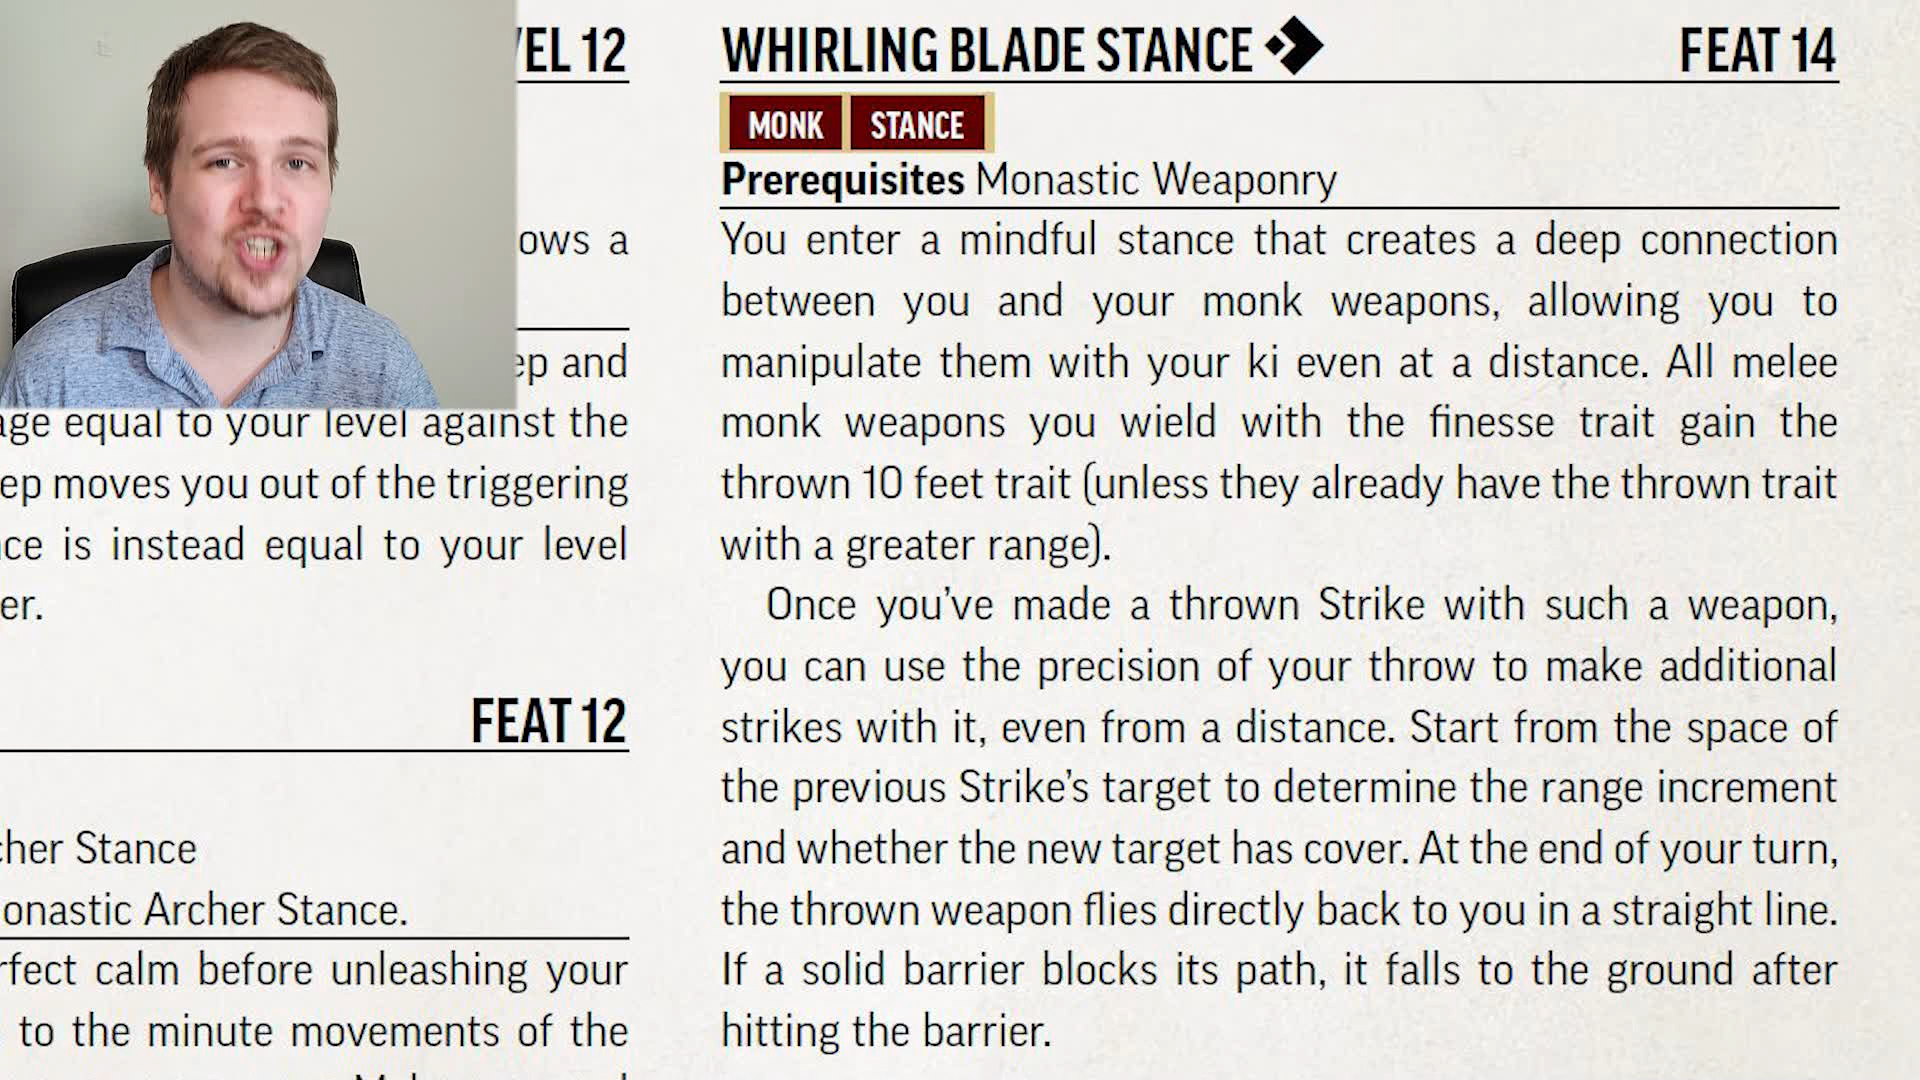 VEL 12
ows a
ep and
age equal to your level against the
ep moves you out of the triggering
ce is instead equal to your level
er.
FEAT 12
cher Stance
onastic Archer Stance.
rfect calm before unleashing your
to the minute movements of the
WHIRLING BLADE STANCE FEAT 14
MONK STANCE
Prerequisites Monastic Weaponry
You enter a mindful stance that creates a deep connection
between you and your monk weapons, allowing you to
manipulate them with your ki even at a distance. All melee
monk weapons you wield with the finesse trait gain the
thrown 10 feet trait (unless they already have the thrown trait
with a greater range).
Once you’ve made a thrown Strike with such a weapon,
you can use the precision of your throw to make additional
strikes with it, even from a distance. Start from the space of
the previous Strike’s target to determine the range increment
and whether the new target has cover. At the end of your turn,
the thrown weapon flies directly back to you in a straight line.
If a solid barrier blocks its path, it falls to the ground after
hitting the barrier.